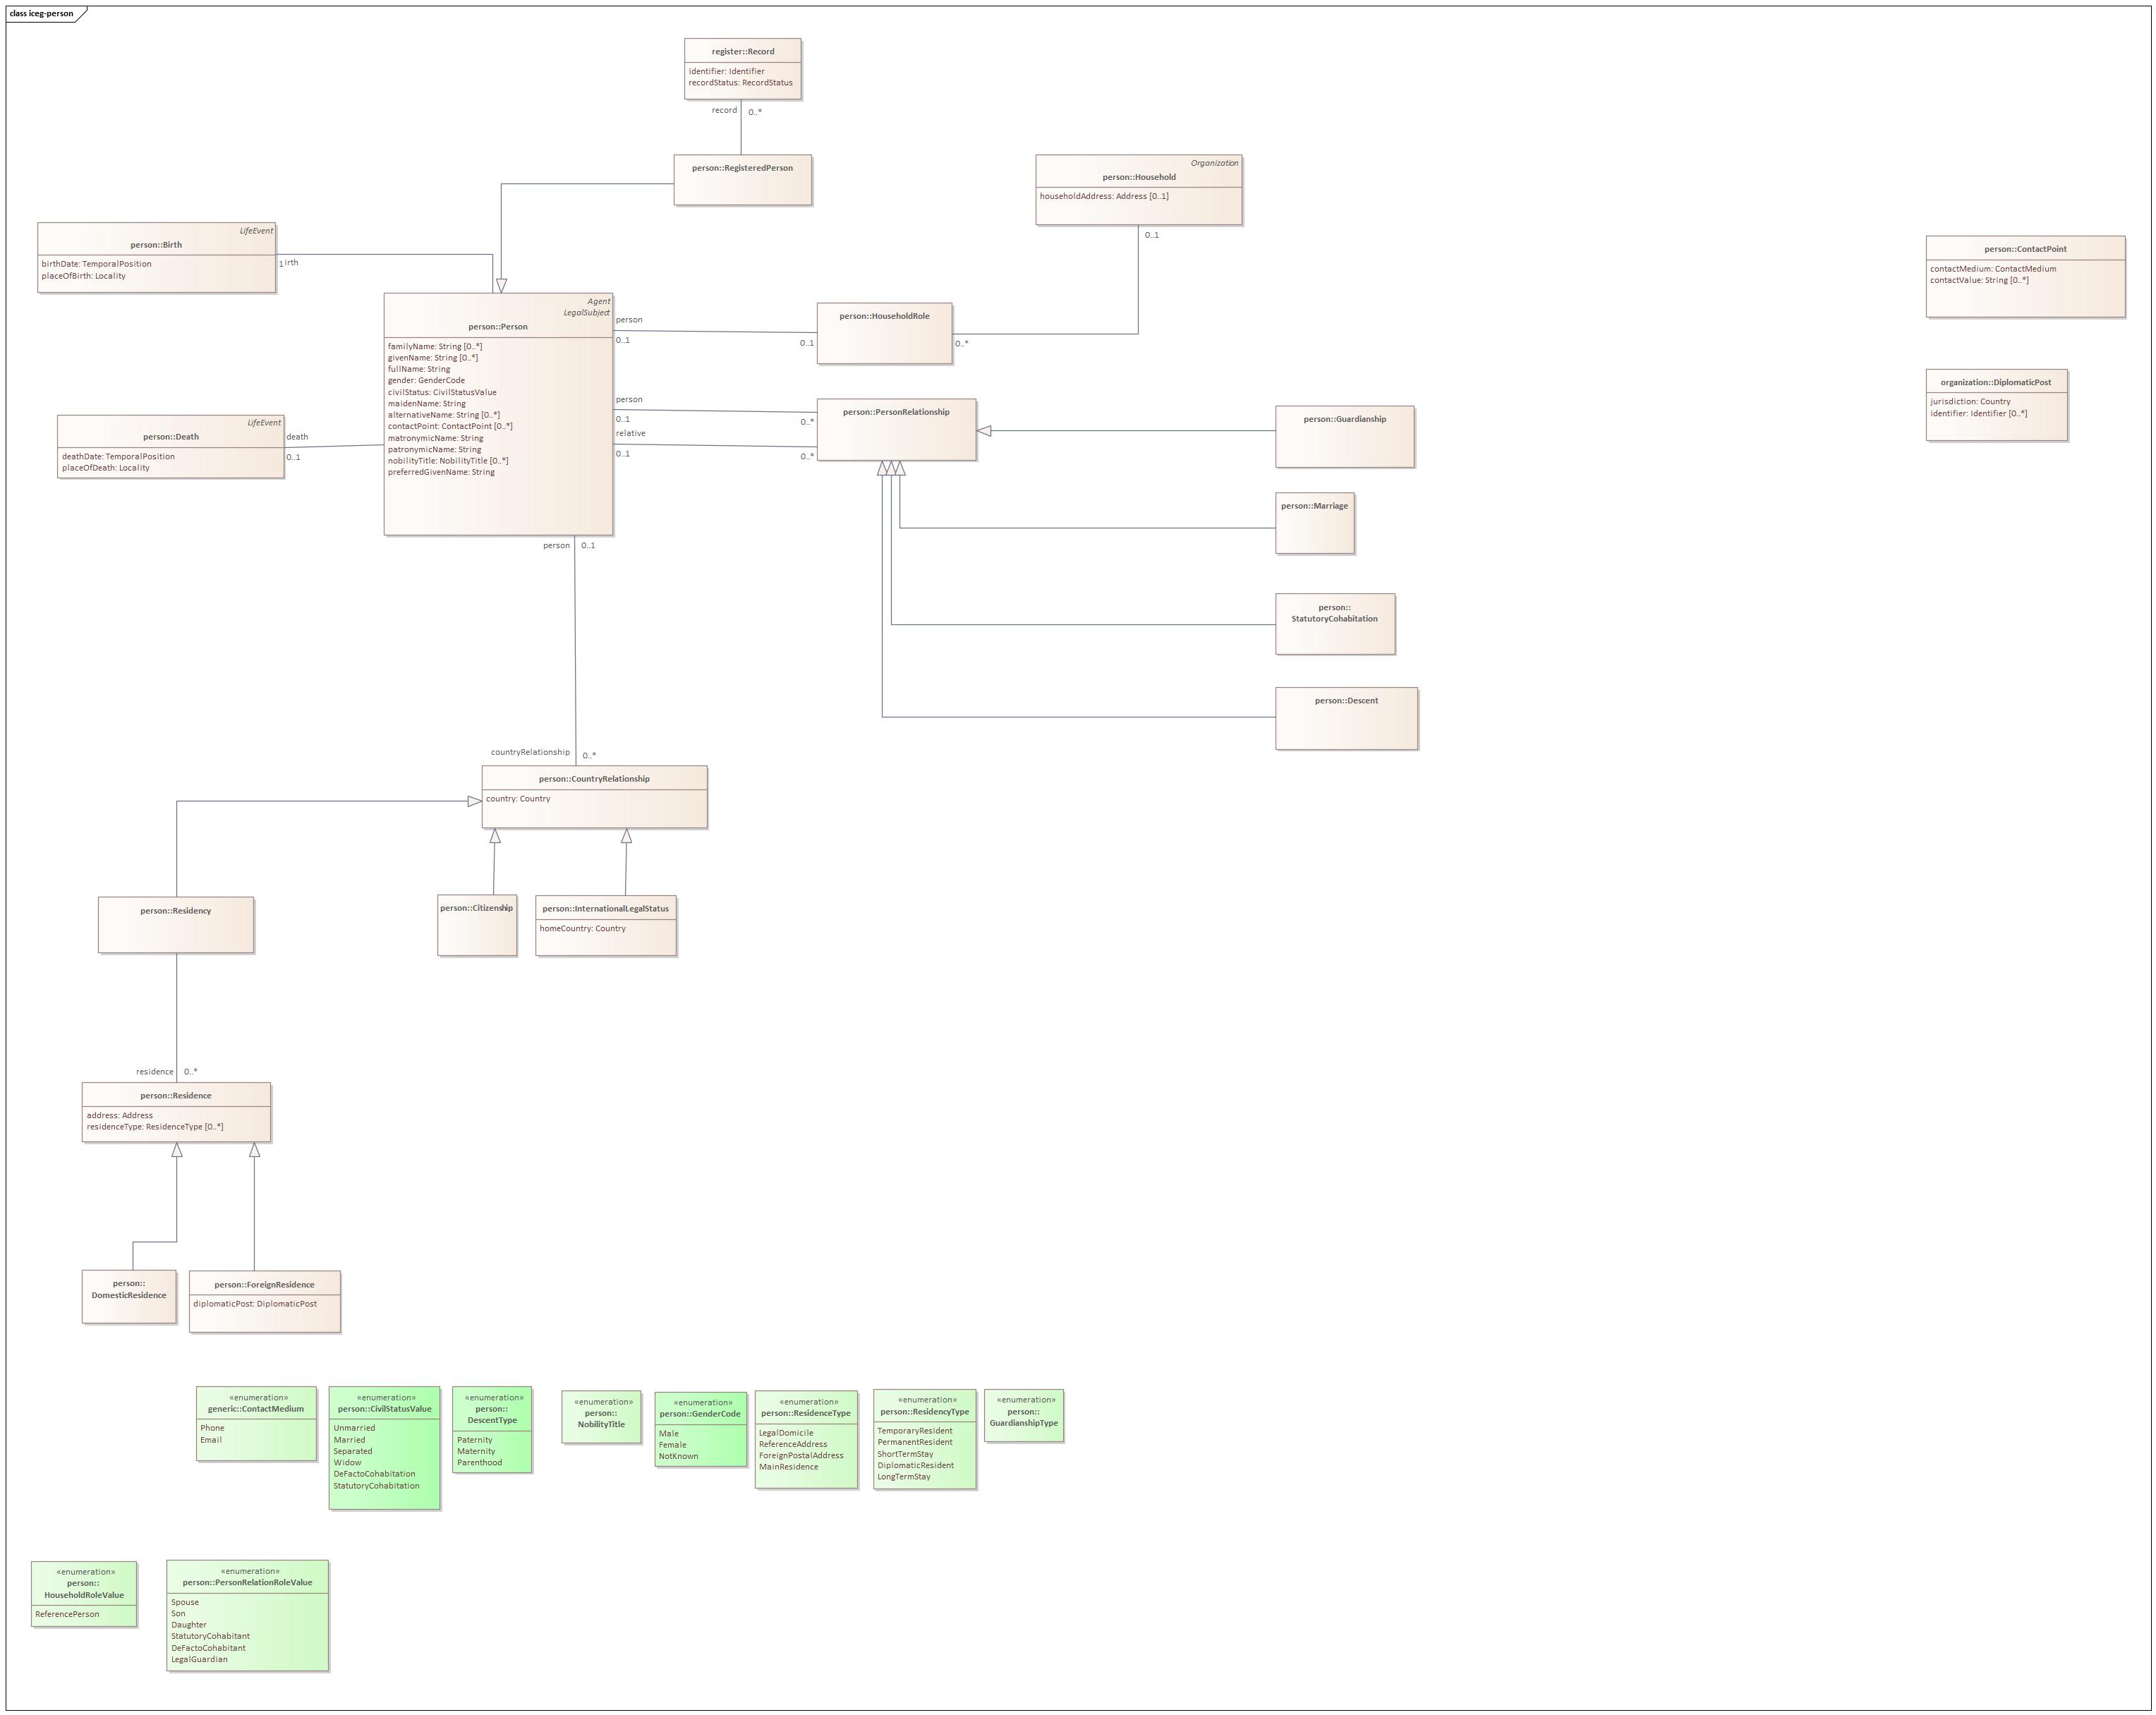 class iceg-person
register::Record
identifier: Identifier
recordStatus: RecordStatus
record
0..*
person::RegisteredPerson
Organization
person::Household
householdAddress: Address [0..1]
0..1
LifeEvent
person::Birth
birthDate: TemporalPosition
placeOfBirth: Locality
1
irth
person::ContactPoint
contactMedium: ContactMedium
contactValue: String [0..*]
Agent
LegalSubject
person::Person
familyName: String [0..*]
givenName: String [0..*]
fullName: String
gender: GenderCode
civilStatus: CivilStatusValue
maidenName: String
alternativeName: String [0..*]
contactPoint: ContactPoint [0..*]
matronymicName: String
patronymicName: String
nobilityTitle: NobilityTitle [0..*]
preferredGivenName: String
person
0..1
0..1
person::HouseholdRole
0..*
organization::DiplomaticPost
jurisdiction: Country
identifier: Identifier [0..*]
person
0..1
0..*
relative
0..1
0..*
person::PersonRelationship
person::Guardianship
LifeEvent
person::Death
deathDate: TemporalPosition
placeOfDeath: Locality
death
0..1
person::Marriage
person::
StatutoryCohabitation
person::Descent
person
0..1
countryRelationship
0..*
person::CountryRelationship
country: Country
person::Residency
person::Citizenship
person::InternationalLegalStatus
homeCountry: Country
residence
0..*
person::Residence
address: Address
residenceType: ResidenceType [0..*]
person::
DomesticResidence
person::ForeignResidence
diplomaticPost: DiplomaticPost
«enumeration»
generic::ContactMedium
Phone
Email
«enumeration»
person::CivilStatusValue
Unmarried
Married
Separated
Widow
DeFactoCohabitation
StatutoryCohabitation
«enumeration»
person::
DescentType
Paternity
Maternity
Parenthood
«enumeration»
person::
NobilityTitle
«enumeration»
person::GenderCode
Male
Female
NotKnown
«enumeration»
person::ResidenceType
LegalDomicile
ReferenceAddress
ForeignPostalAddress
MainResidence
«enumeration»
person::ResidencyType
TemporaryResident
PermanentResident
ShortTermStay
DiplomaticResident
LongTermStay
«enumeration»
person::
GuardianshipType
«enumeration»
person::
HouseholdRoleValue
ReferencePerson
«enumeration»
person::PersonRelationRoleValue
Spouse
Son
Daughter
StatutoryCohabitant
DeFactoCohabitant
LegalGuardian